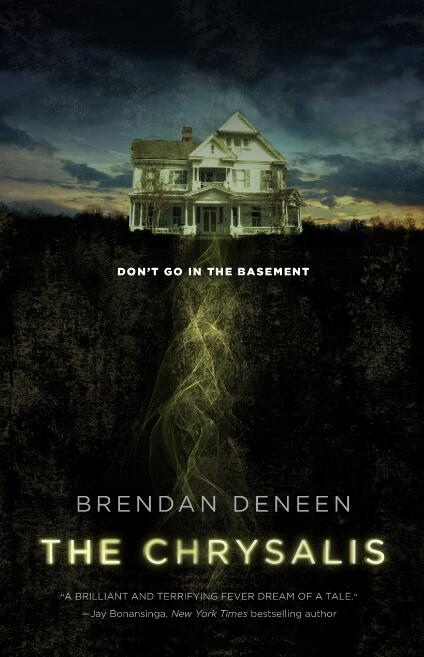 DON'T GO IN THE BASEMENT
BRENDAN DENEEN
THE CHRYSALIS
"A BRILLIANT AND TERRIFYING FEVER DREAM OF A TALE."
—Jay Bonansinga, New York Times bestselling author